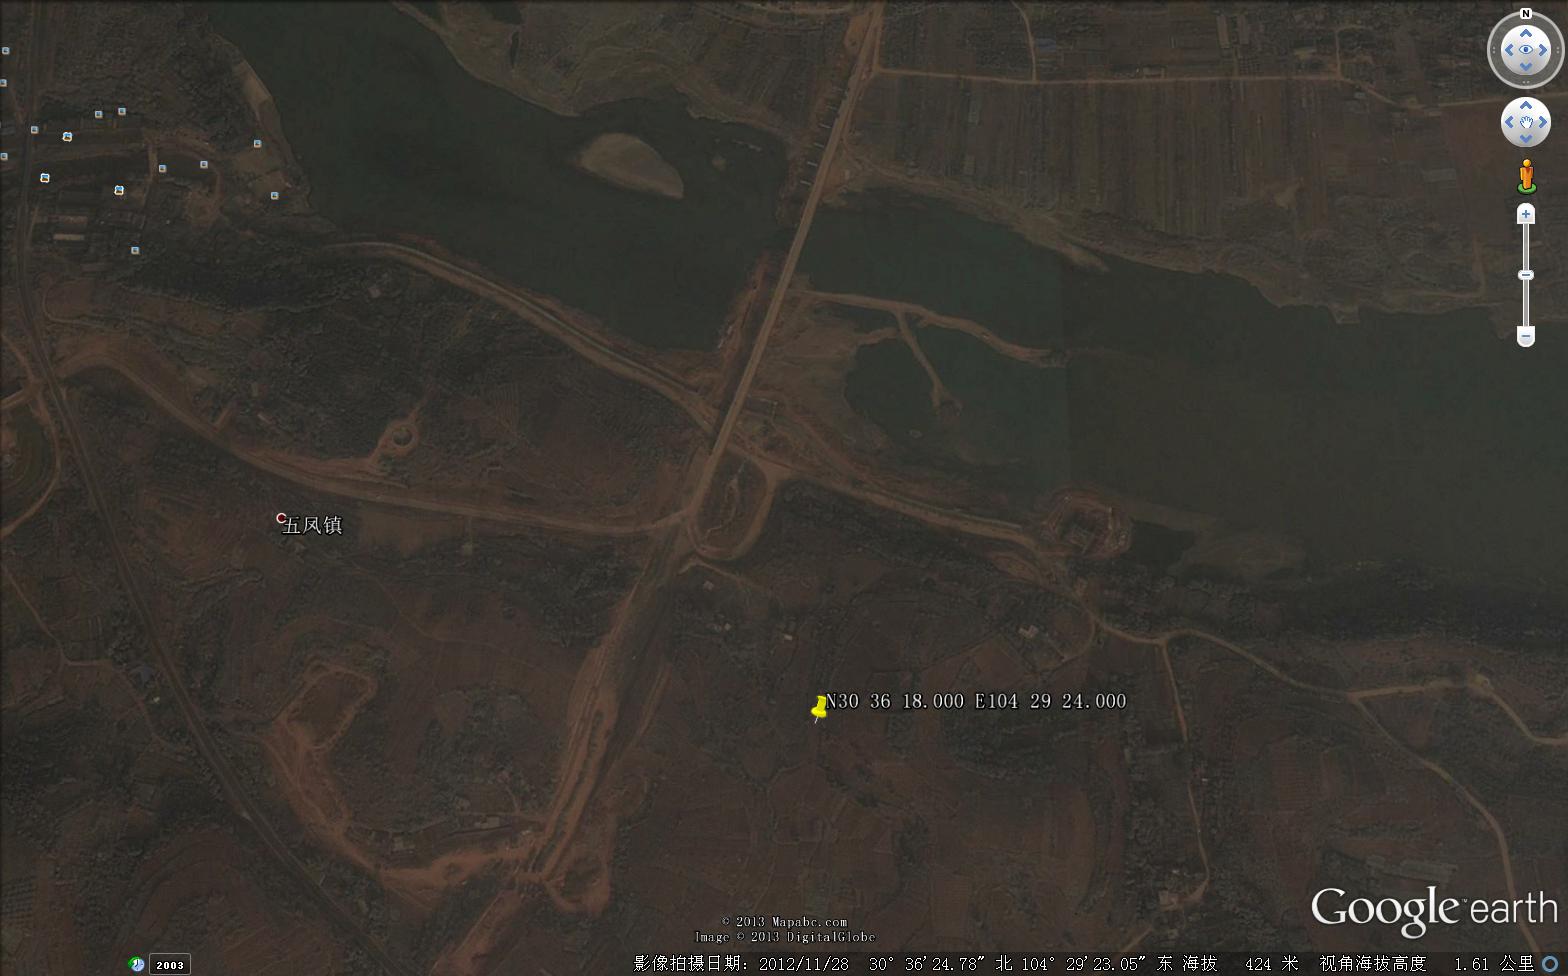 N
五凤镇
N30 36 18.000 E104 29 24.000
Google earth
© 2013 Mapabc.com
Image © 2013 DigitalGlobe
2003
影像拍摄日期: 2012/11/28 30° 36'24.78" 北 104° 29'23.05" 东 海拔 424 米 视角海拔高度 1.61 公里